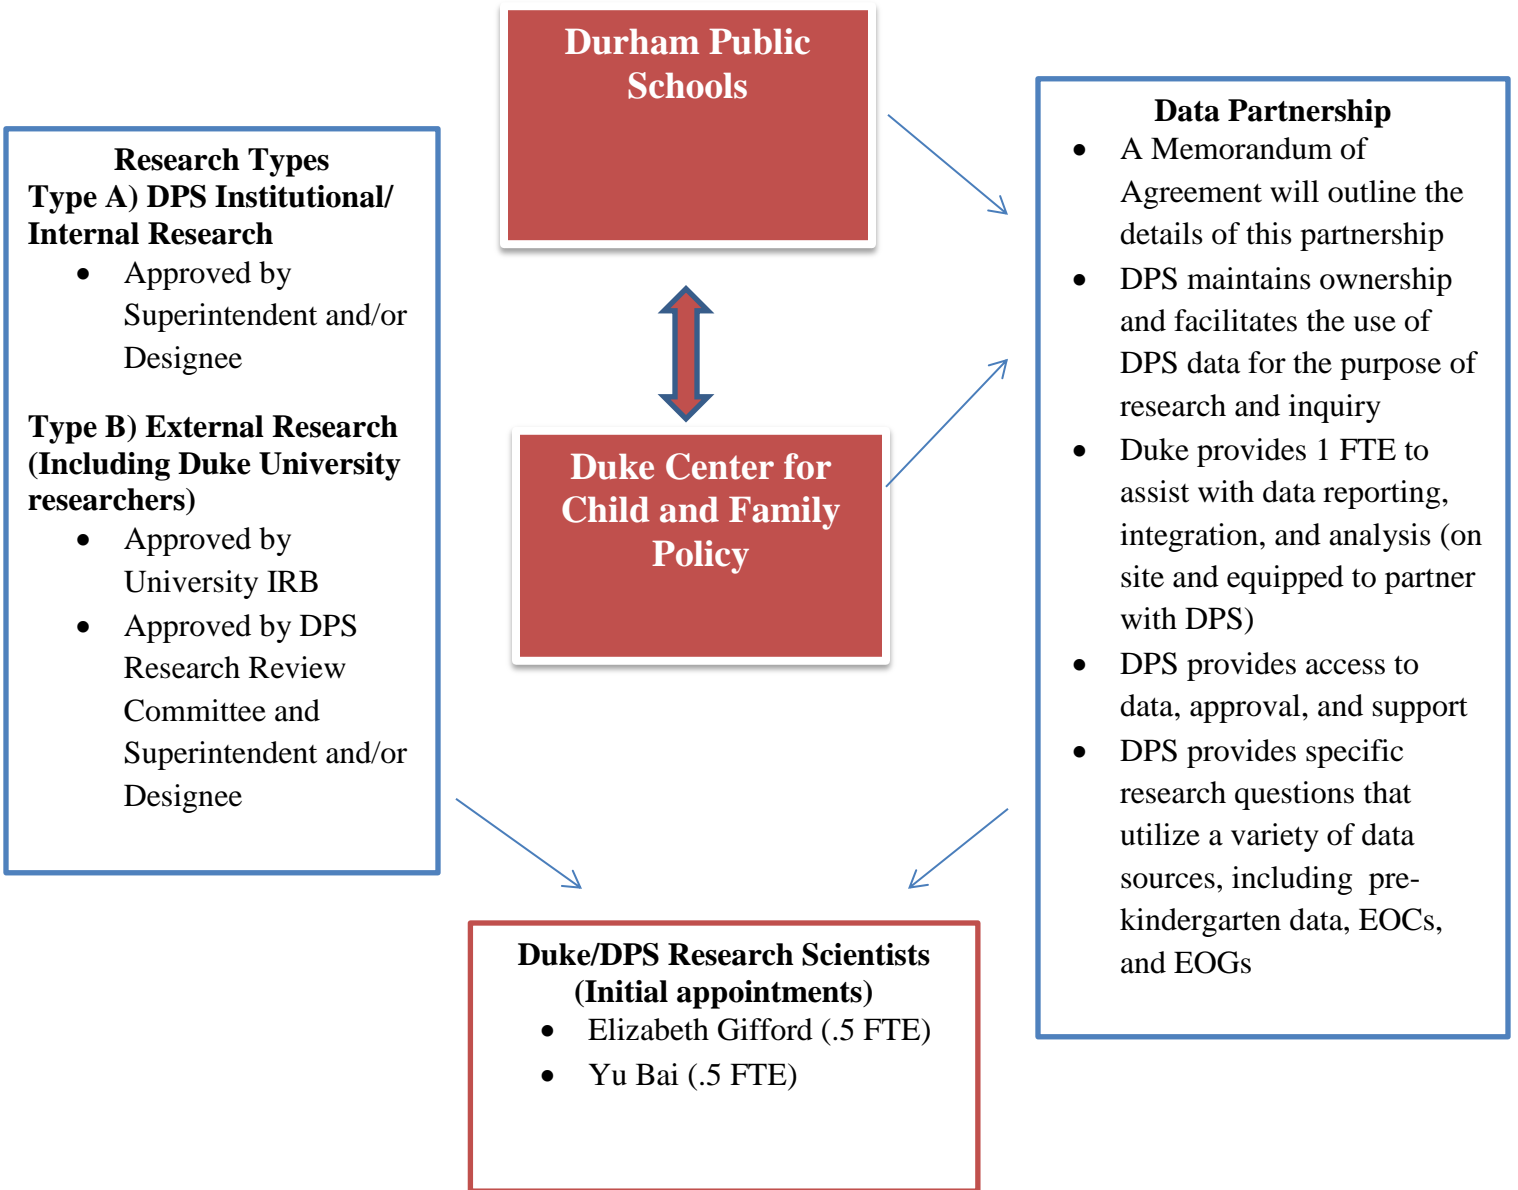 Durham Public
Schools
Research Types
Type A) DPS Institutional/
Internal Research
• Approved by
Superintendent and/or
Designee
Type B) External Research
(Including Duke University
researchers)
• Approved by
University IRB
• Approved by DPS
Research Review
Committee and
Superintendent and/or
Designee
Duke Center for
Child and Family
Policy
Data Partnership
• A Memorandum of
Agreement will outline the
details of this partnership
• DPS maintains ownership
and facilitates the use of
DPS data for the purpose of
research and inquiry
• Duke provides 1 FTE to
assist with data reporting,
integration, and analysis (on
site and equipped to partner
with DPS)
• DPS provides access to
data, approval, and support
• DPS provides specific
research questions that
utilize a variety of data
sources, including pre-
kindergarten data, EOCs,
and EOGs
Duke/DPS Research Scientists
(Initial appointments)
• Elizabeth Gifford (.5 FTE)
• Yu Bai (.5 FTE)